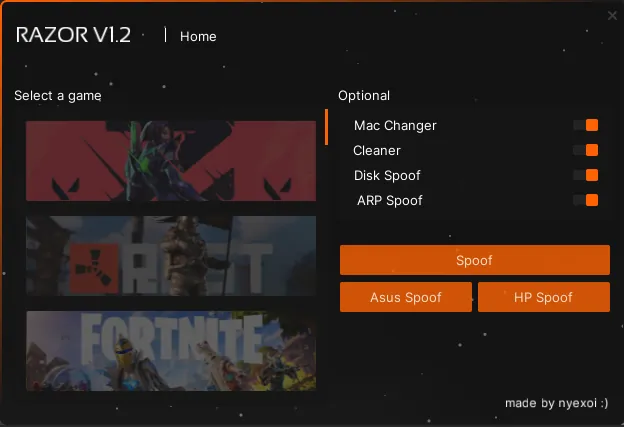 RAZOR V1.2 | Home
Select a game
Optional
Mac Changer
Cleaner
Disk Spoof
ARP Spoof
RUST
FORTNITE
Spoof
Asus Spoof
HP Spoof
made by nyexoi :)